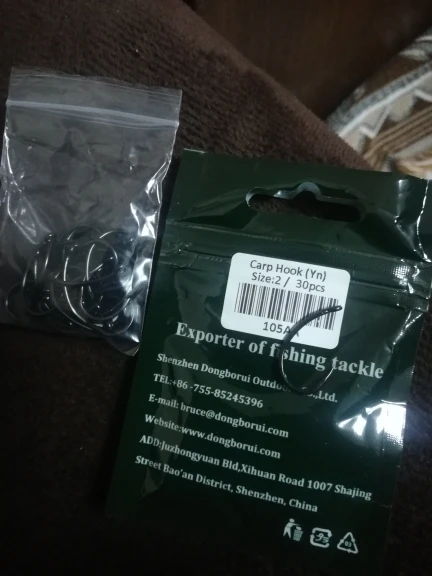 Carp Hook (Yn)
Size:2 / 30pcs
105A
Exporter of fishing tackle
Shenzhen Dongborui Outdoor Co.,Ltd.
TEL:+86 -755-85245396
E-mail: bruce@dongborui.com
Website:www.dongborui.com
ADD:Juzhongyuan Bld,Xihuan Road 1007 Shajing
Street Bao'an District, Shenzhen, China